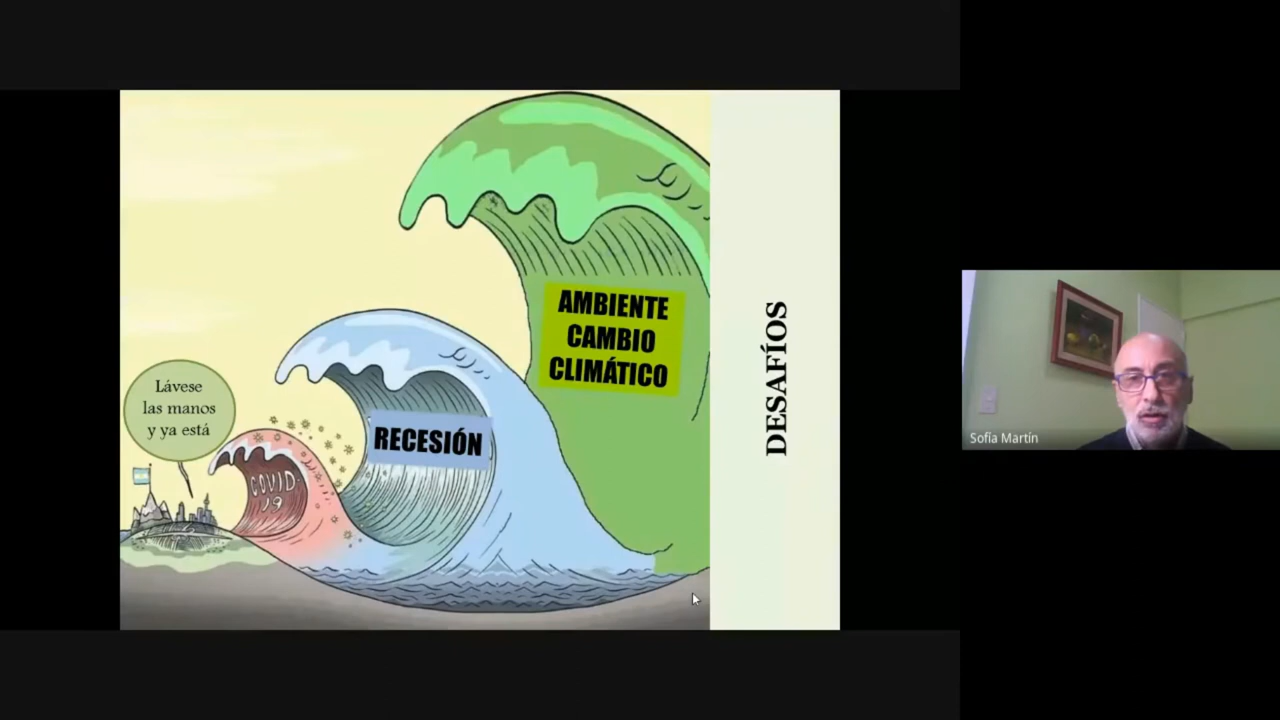 AMBIENTE
CAMBIO
CLIMÁTICO
RECESIÓN
Lávese
las manos
y ya está
COVID-
19
DESAFÍOS
Sofía Martín